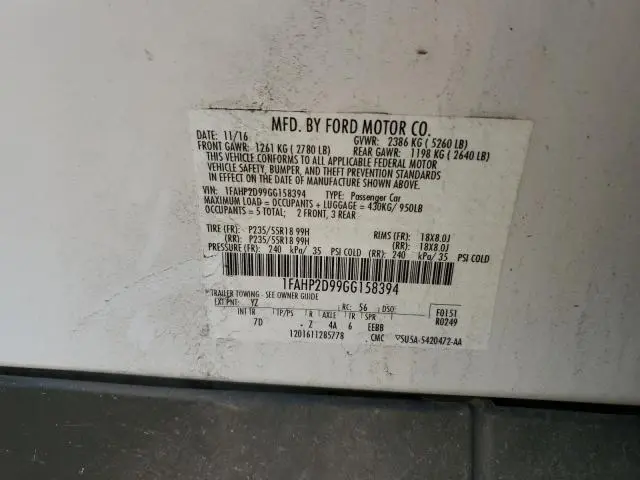 MFD. BY FORD MOTOR CO.
DATE: 11/16 GVWR: 2386 KG ( 5260 LB)
FRONT GAWR: 1261 KG ( 2780 LB) REAR GAWR: 1198 KG ( 2640 LB)
THIS VEHICLE CONFORMS TO ALL APPLICABLE FEDERAL MOTOR
VEHICLE SAFETY, BUMPER, AND THEFT PREVENTION STANDARDS
IN EFFECT ON THE DATE OF MANUFACTURE SHOWN ABOVE.
VIN: 1FAHP2D99GG158394 TYPE: Passenger Car
MAXIMUM LOAD = OCCUPANTS + LUGGAGE = 430KG/ 950LB
OCCUPANTS = 5 TOTAL; 2 FRONT, 3 REAR
TIRE (FR): P235/55R18 99H RIMS (FR): 18X8.0J
(RR): P235/55R18 99H (RR): 18X8.0J
PRESSURE (FR): 240 kPa/ 35 PSI COLD (RR): 240 kPa/ 35 PSI COLD
1FAHP2D99GG158394
TRAILER TOWING - SEE OWNER GUIDE
EXT PNT: YZ RC: 56 DSO: F0151
INT TR TP/PS R AXLE TR SPR R0249
7D Z 4A 6 EEBB
1201611285778 CMC 5U5A-5420472-AA